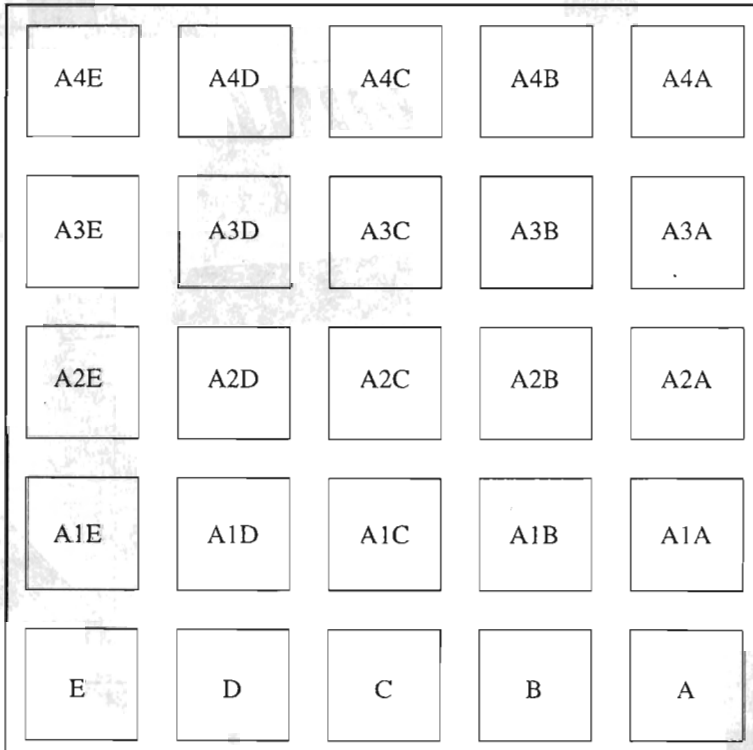 A4E A4D A4C A4B A4A
A3E A3D A3C A3B A3A
A2E A2D A2C A2B A2A
A1E A1D A1C A1B A1A
E D C B A